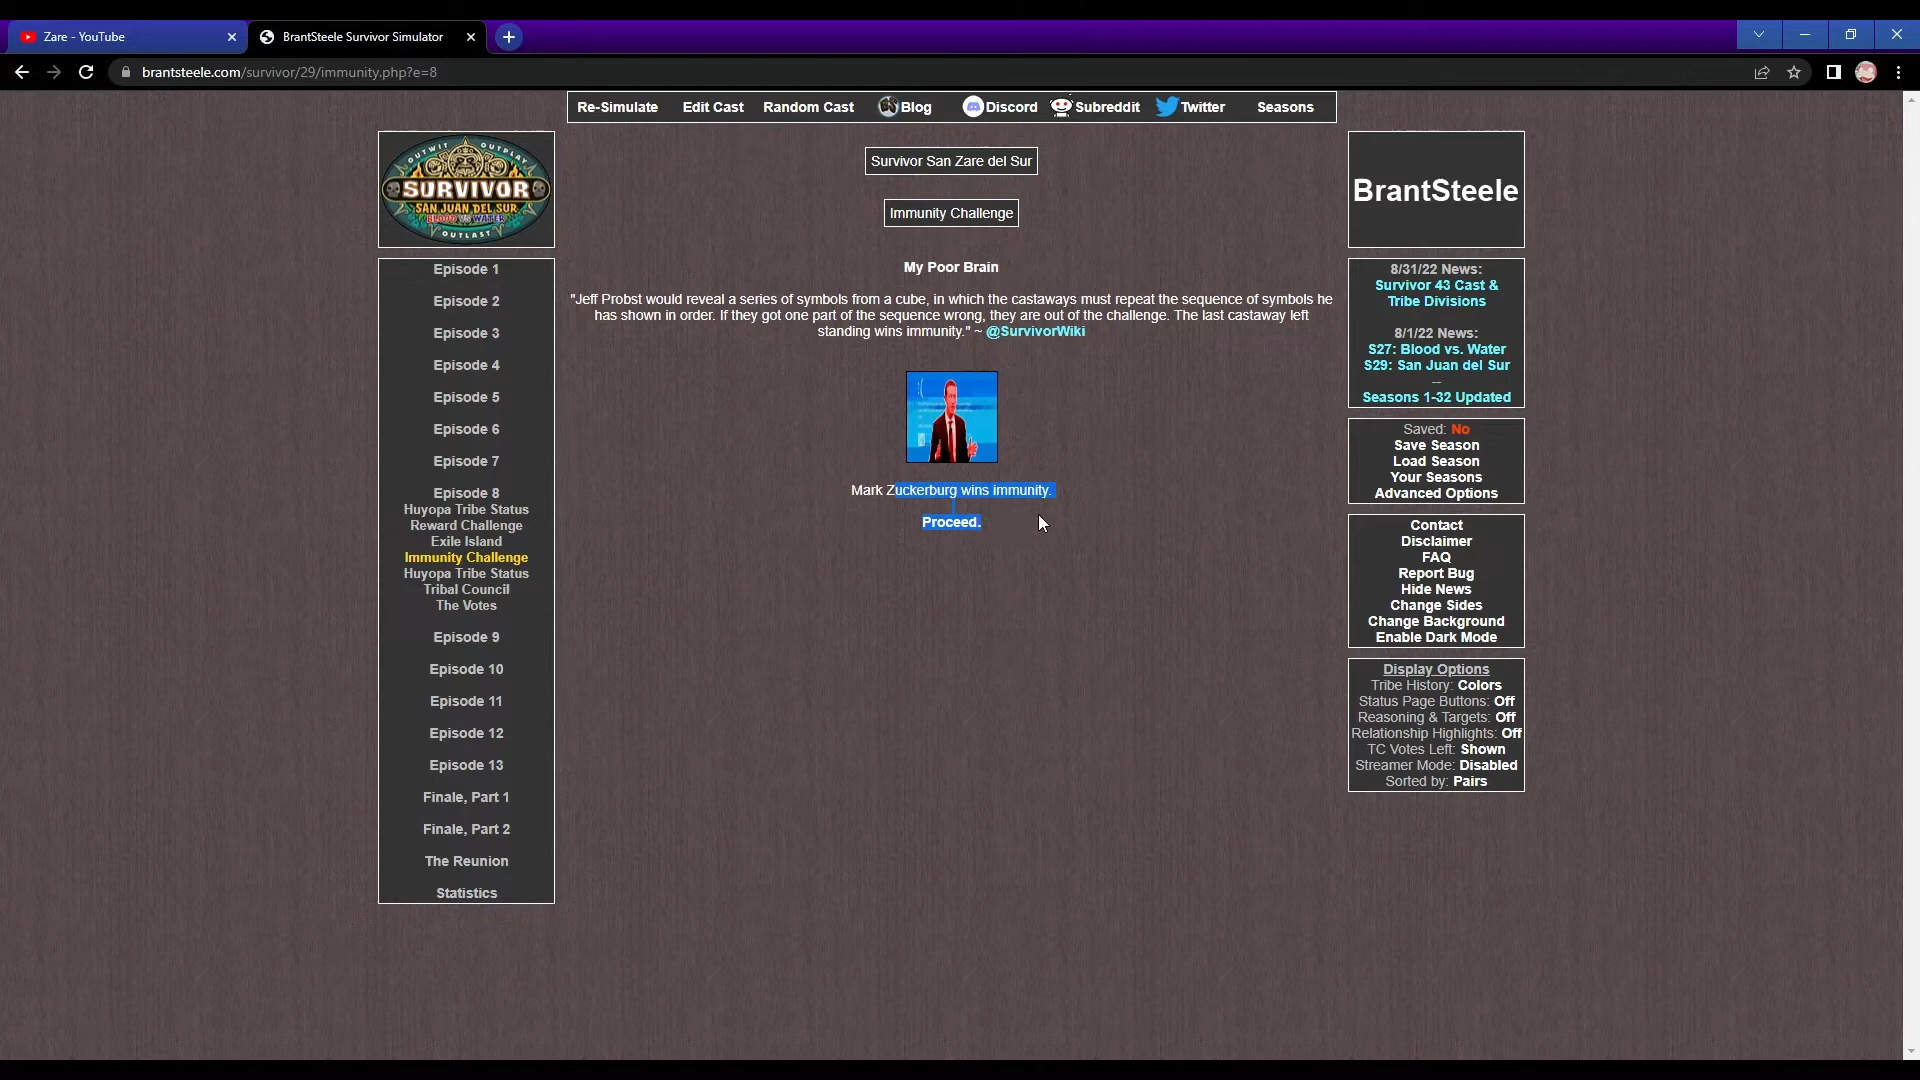 Zare - YouTube
BrantSteele Survivor Simulator
brantsteele.com/survivor/29/immunity.php?e=8
Re-Simulate Edit Cast Random Cast Blog Discord Subreddit Twitter Seasons
OUTWIT OUTPLAY
SURVIVOR
SAN JUAN DEL SUR
BLOOD VS WATER
OUTLAST
Episode 1
Episode 2
Episode 3
Episode 4
Episode 5
Episode 6
Episode 7
Episode 8
Huyopa Tribe Status
Reward Challenge
Exile Island
Immunity Challenge
Huyopa Tribe Status
Tribal Council
The Votes
Episode 9
Episode 10
Episode 11
Episode 12
Episode 13
Finale, Part 1
Finale, Part 2
The Reunion
Statistics
Survivor San Zare del Sur
Immunity Challenge
My Poor Brain
"Jeff Probst would reveal a series of symbols from a cube, in which the castaways must repeat the sequence of symbols he
has shown in order. If they got one part of the sequence wrong, they are out of the challenge. The last castaway left
standing wins immunity." ~ @SurvivorWiki
Mark Zuckerburg wins immunity.
Proceed.
BrantSteele
8/31/22 News:
Survivor 43 Cast &
Tribe Divisions
8/1/22 News:
S27: Blood vs. Water
S29: San Juan del Sur
--
Seasons 1-32 Updated
Saved: No
Save Season
Load Season
Your Seasons
Advanced Options
Contact
Disclaimer
FAQ
Report Bug
Hide News
Change Sides
Change Background
Enable Dark Mode
Display Options
Tribe History: Colors
Status Page Buttons: Off
Reasoning & Targets: Off
Relationship Highlights: Off
TC Votes Left: Shown
Streamer Mode: Disabled
Sorted by: Pairs